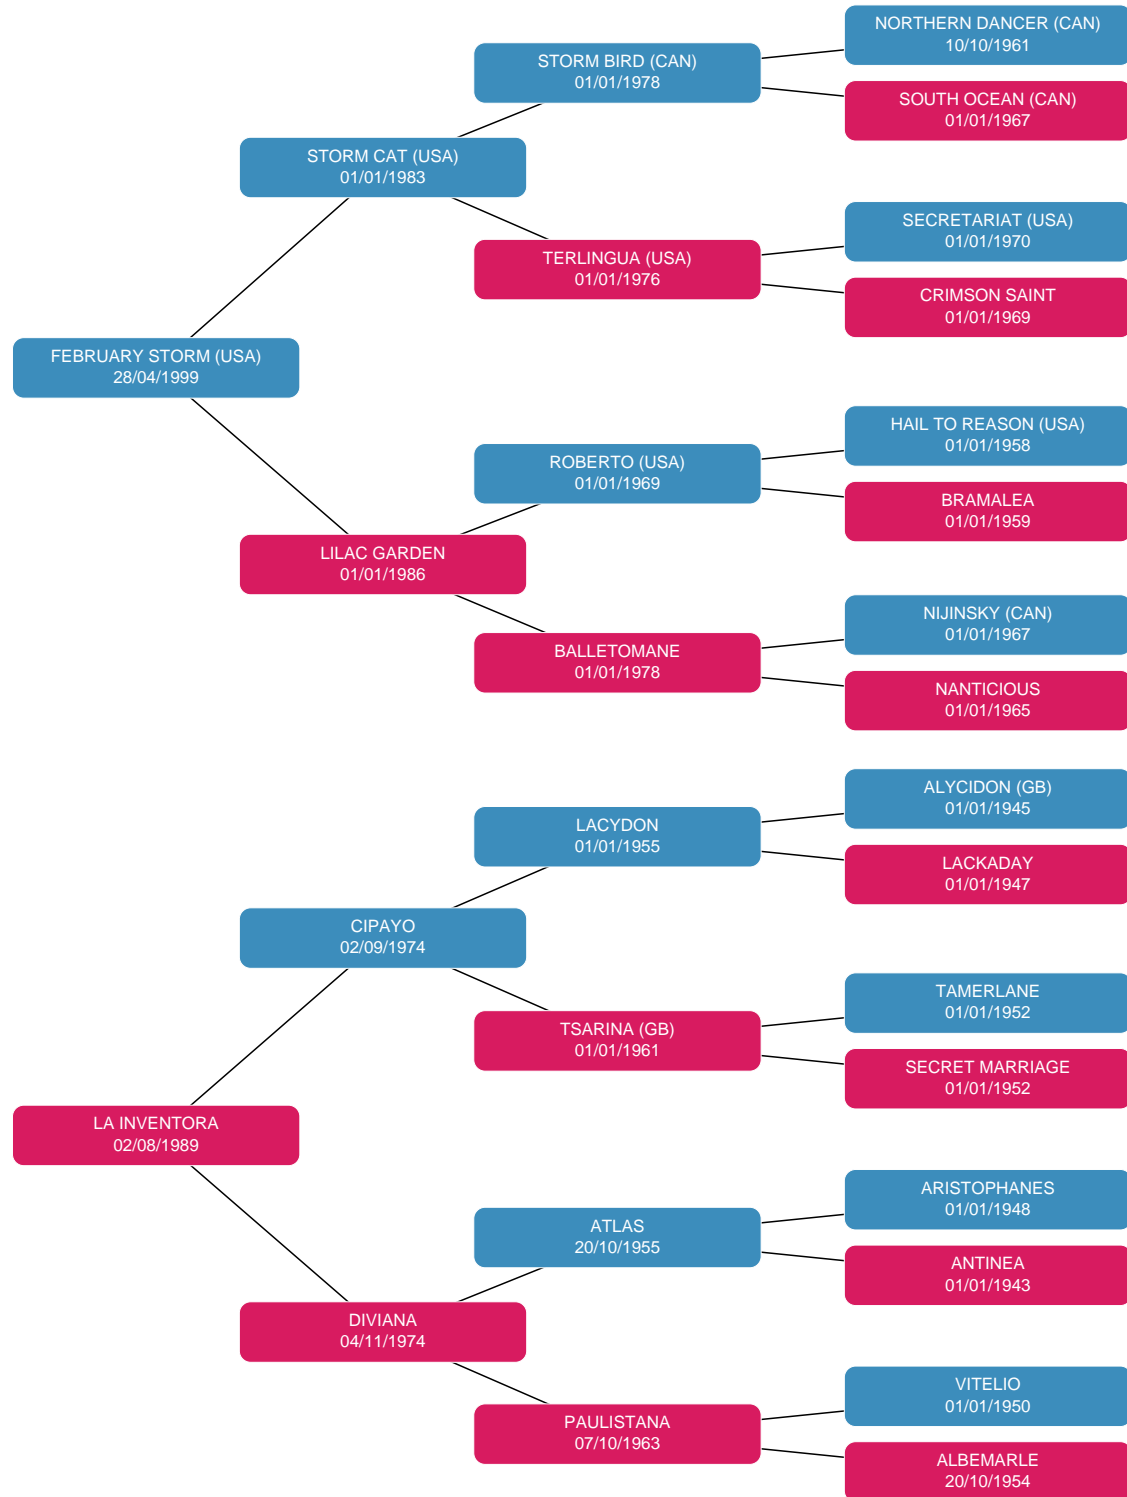 NORTHERN DANCER (CAN)
10/10/1961
STORM BIRD (CAN)
01/01/1978
SOUTH OCEAN (CAN)
01/01/1967
STORM CAT (USA)
01/01/1983
SECRETARIAT (USA)
01/01/1970
TERLINGUA (USA)
01/01/1976
CRIMSON SAINT
01/01/1969
FEBRUARY STORM (USA)
28/04/1999
HAIL TO REASON (USA)
01/01/1958
ROBERTO (USA)
01/01/1969
BRAMALEA
01/01/1959
LILAC GARDEN
01/01/1986
NIJINSKY (CAN)
01/01/1967
BALLETOMANE
01/01/1978
NANTICIOUS
01/01/1965
ALYCIDON (GB)
01/01/1945
LACYDON
01/01/1955
LACKADAY
01/01/1947
CIPAYO
02/09/1974
TAMERLANE
01/01/1952
TSARINA (GB)
01/01/1961
SECRET MARRIAGE
01/01/1952
LA INVENTORA
02/08/1989
ARISTOPHANES
01/01/1948
ATLAS
20/10/1955
ANTINEA
01/01/1943
DIVIANA
04/11/1974
VITELIO
01/01/1950
PAULISTANA
07/10/1963
ALBEMARLE
20/10/1954